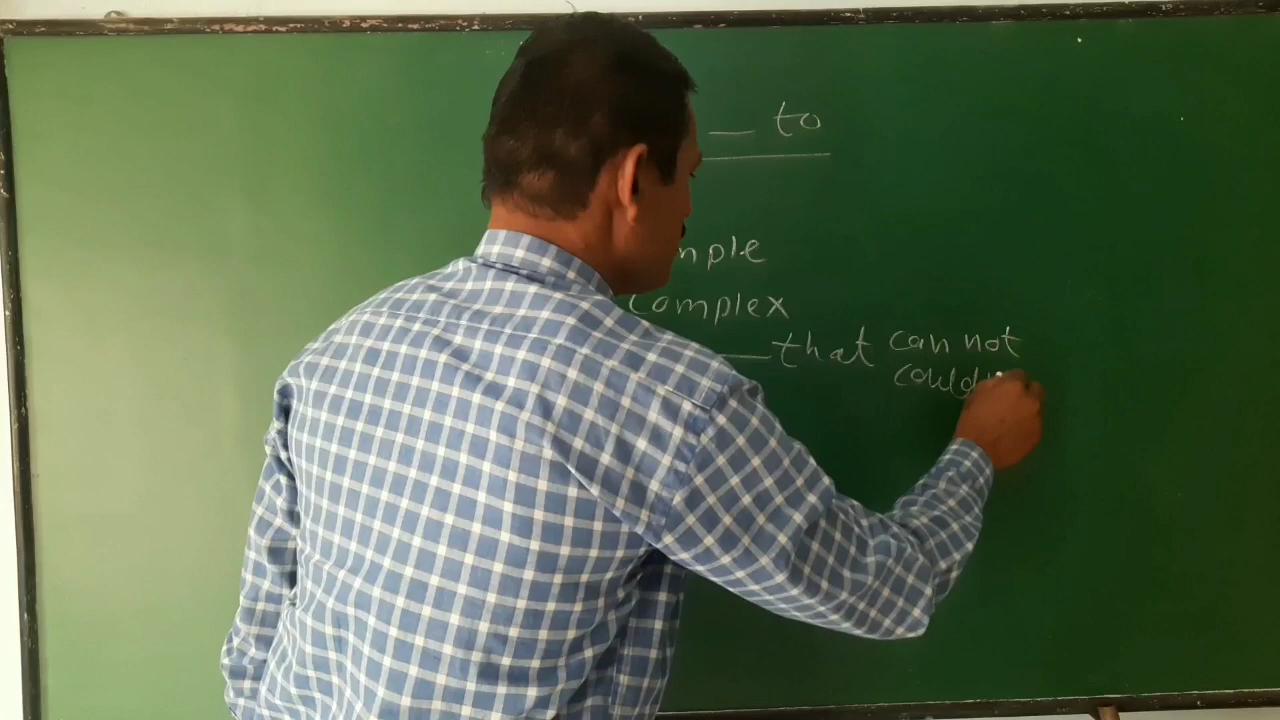 — to
mple
Complex
— that can not
could